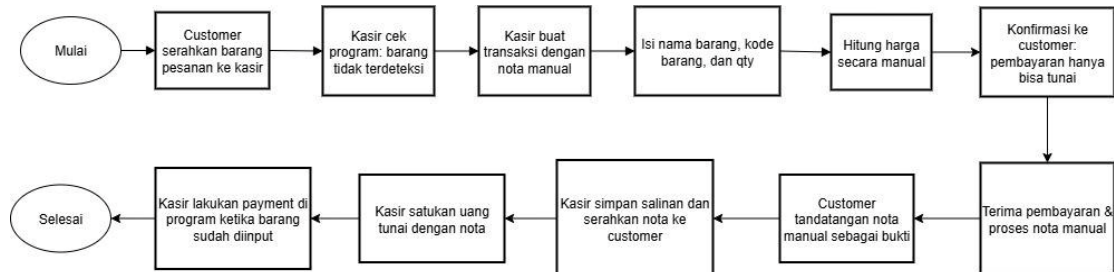 Mulai
Customer
serahkan barang
pesanan ke kasir
Kasir cek
program: barang
tidak terdeteksi
Kasir buat
transaksi dengan
nota manual
Isi nama barang, kode
barang, dan qty
Hitung harga
secara manual
Konfirmasi ke
customer:
pembayaran hanya
bisa tunai
Terima pembayaran &
proses nota manual
Customer
tandatangan nota
manual sebagai bukti
Kasir simpan salinan dan
serahkan nota ke
customer
Kasir satukan uang
tunai dengan nota
Kasir lakukan payment di
program ketika barang
sudah diinput
Selesai